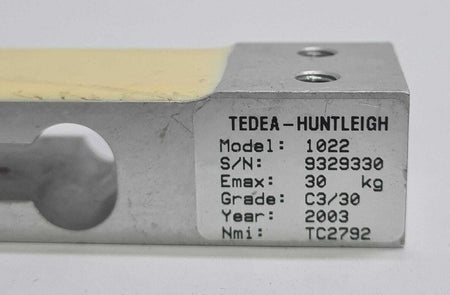 TEDEA-HUNTLEIGH
Model: 1022
S/N: 9329330
Emax: 30 kg
Grade: C3/30
Year: 2003
Nmi: TC2792